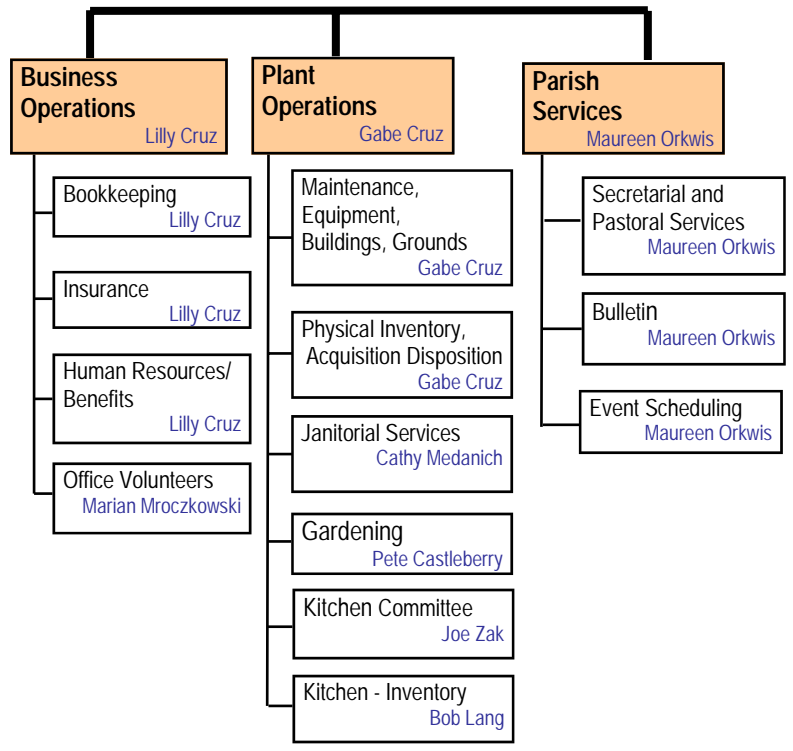 Business
Operations
Lilly Cruz
Bookkeeping
Lilly Cruz
Insurance
Lilly Cruz
Human Resources/
Benefits
Lilly Cruz
Office Volunteers
Marian Mroczkowski
Plant
Operations
Gabe Cruz
Maintenance,
Equipment,
Buildings, Grounds
Gabe Cruz
Physical Inventory,
Acquisition Disposition
Gabe Cruz
Janitorial Services
Cathy Medanich
Gardening
Pete Castleberry
Kitchen Committee
Joe Zak
Kitchen - Inventory
Bob Lang
Parish
Services
Maureen Orkwis
Secretarial and
Pastoral Services
Maureen Orkwis
Bulletin
Maureen Orkwis
Event Scheduling
Maureen Orkwis